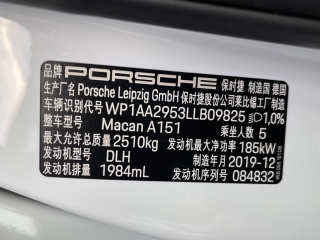 品牌 PORSCHE 保时捷 制造国 德国
生产厂名 Porsche Leipzig GmbH 保时捷股份公司莱比锡工厂制造
车辆识别代号 WP1AA2953LLB09825 1,0%
整车型号 Macan A151 乘坐人数 5
最大允许总质量 2510kg 发动机最大净功率 185kW
发动机型号 DLH 制造年月 2019-12
发动机排量 1984mL 发动机号 084832